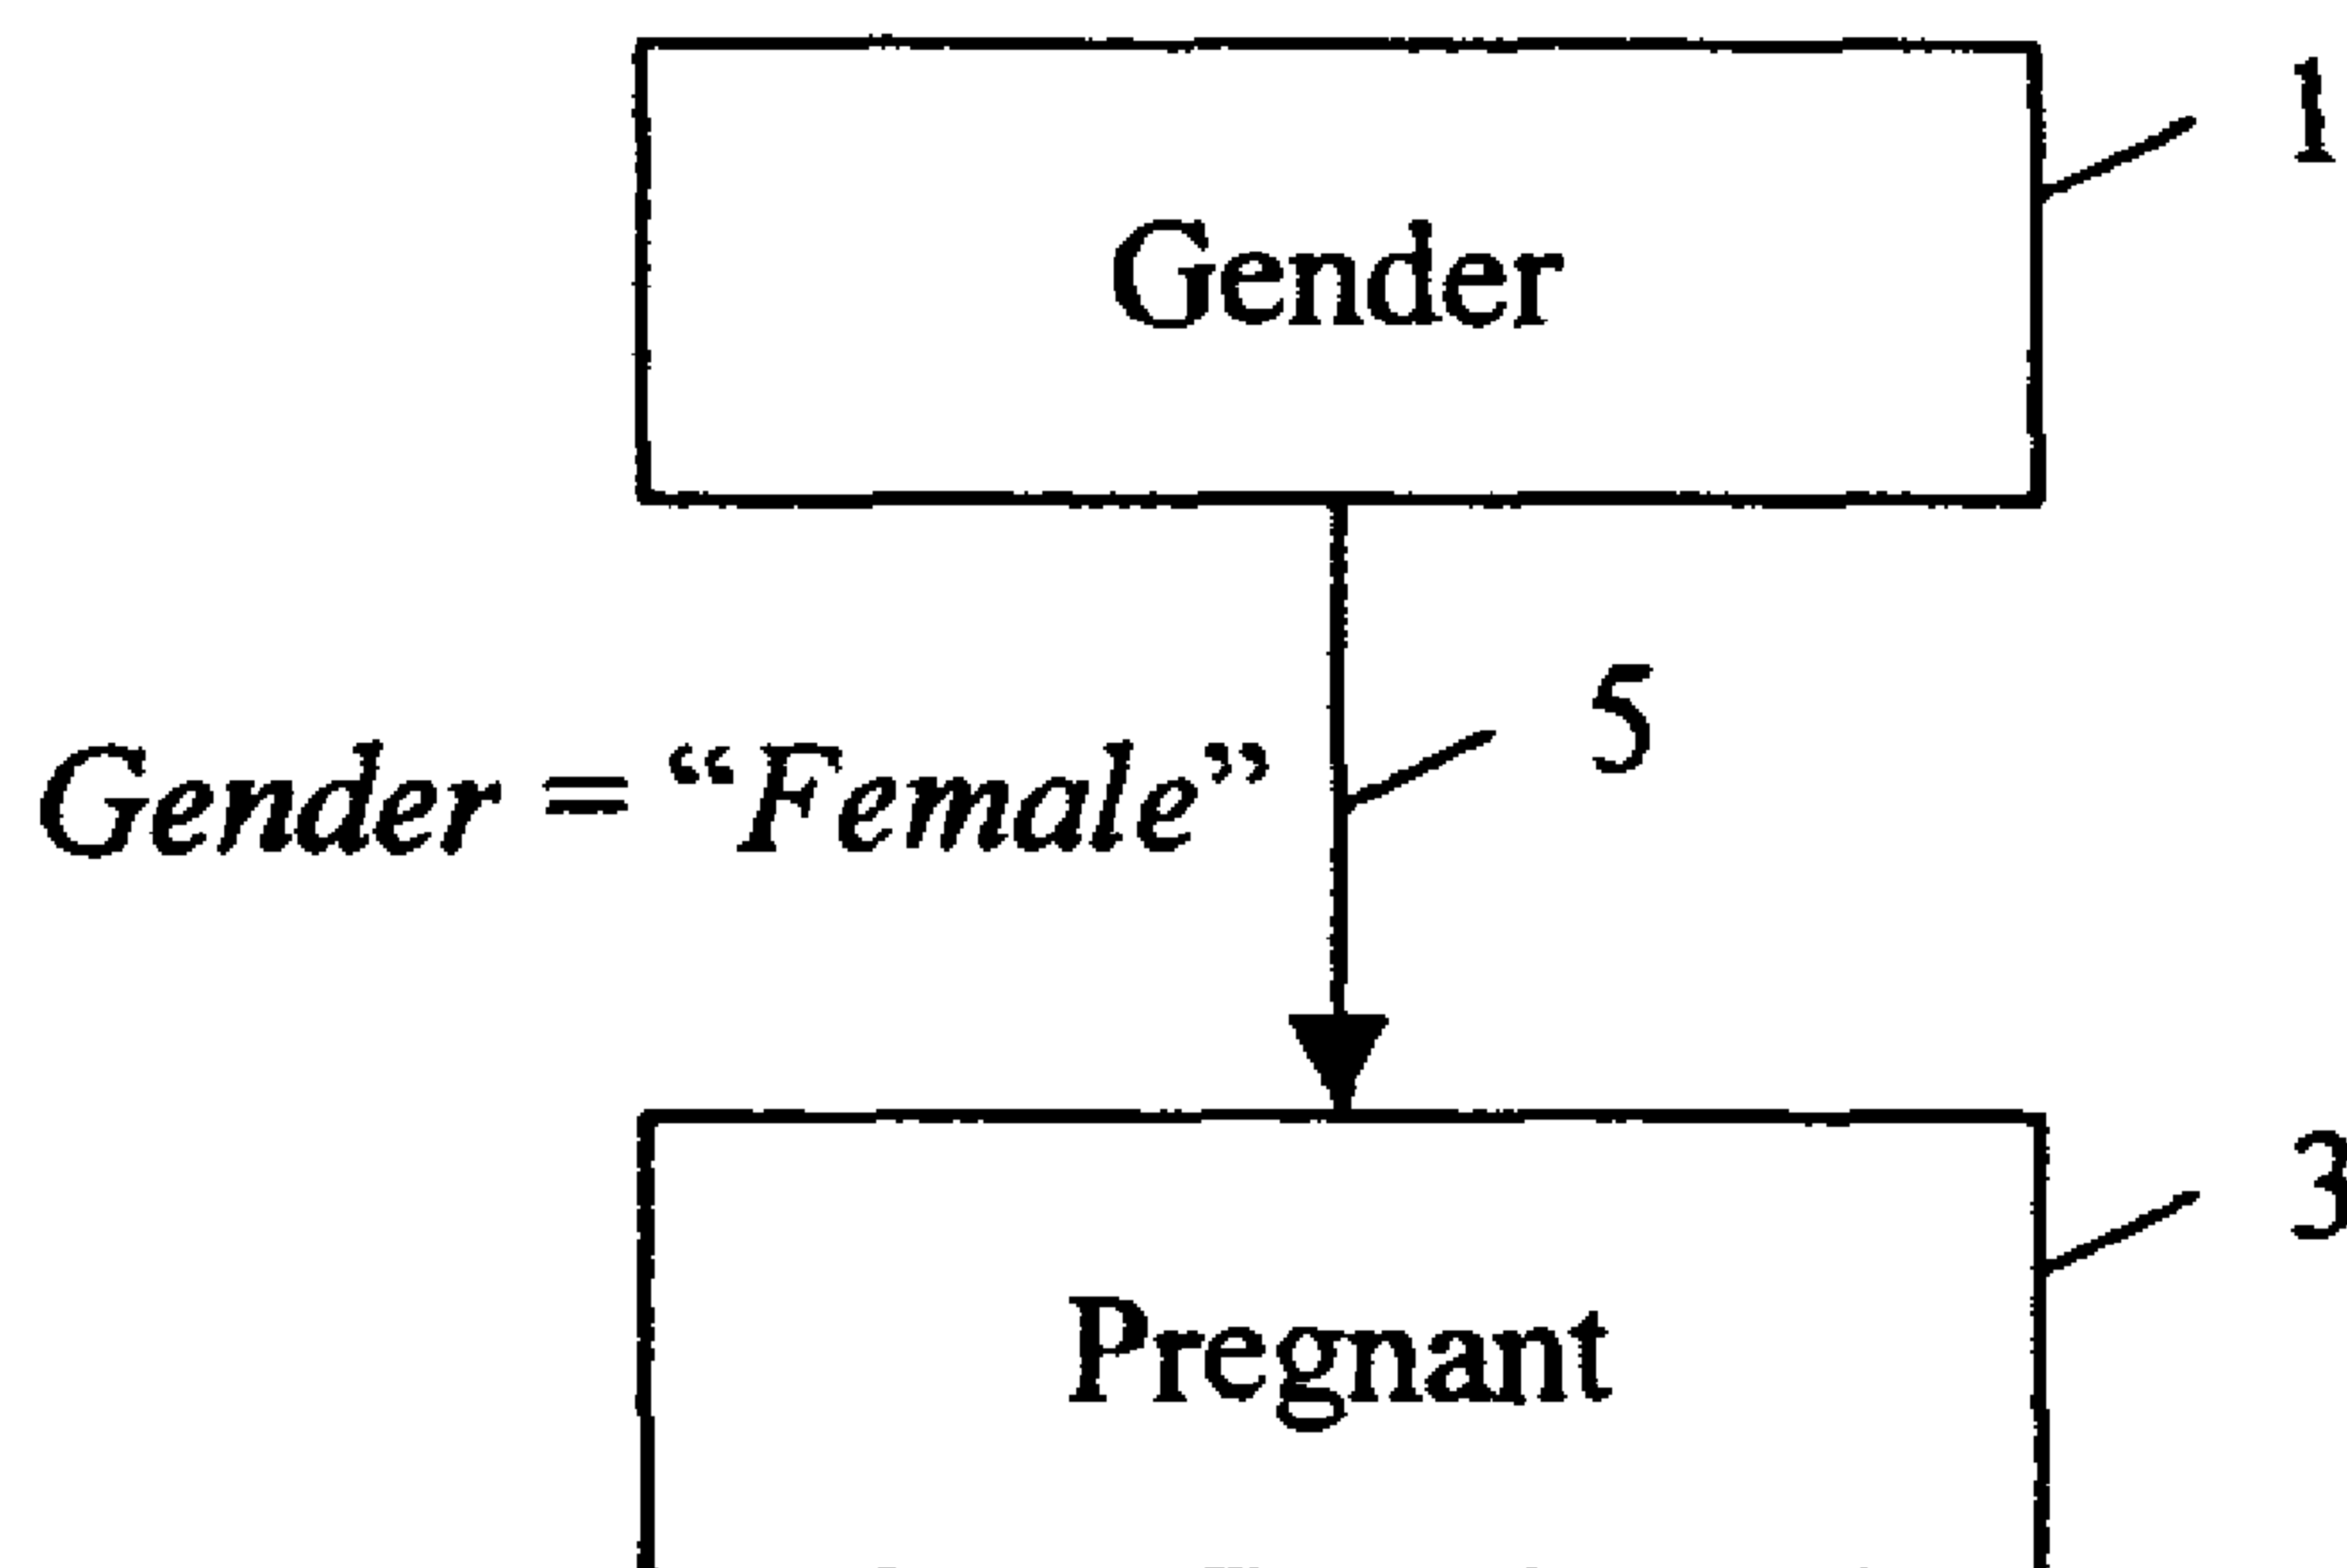 1
Gender
5
Gender = “Female”
3
Pregnant